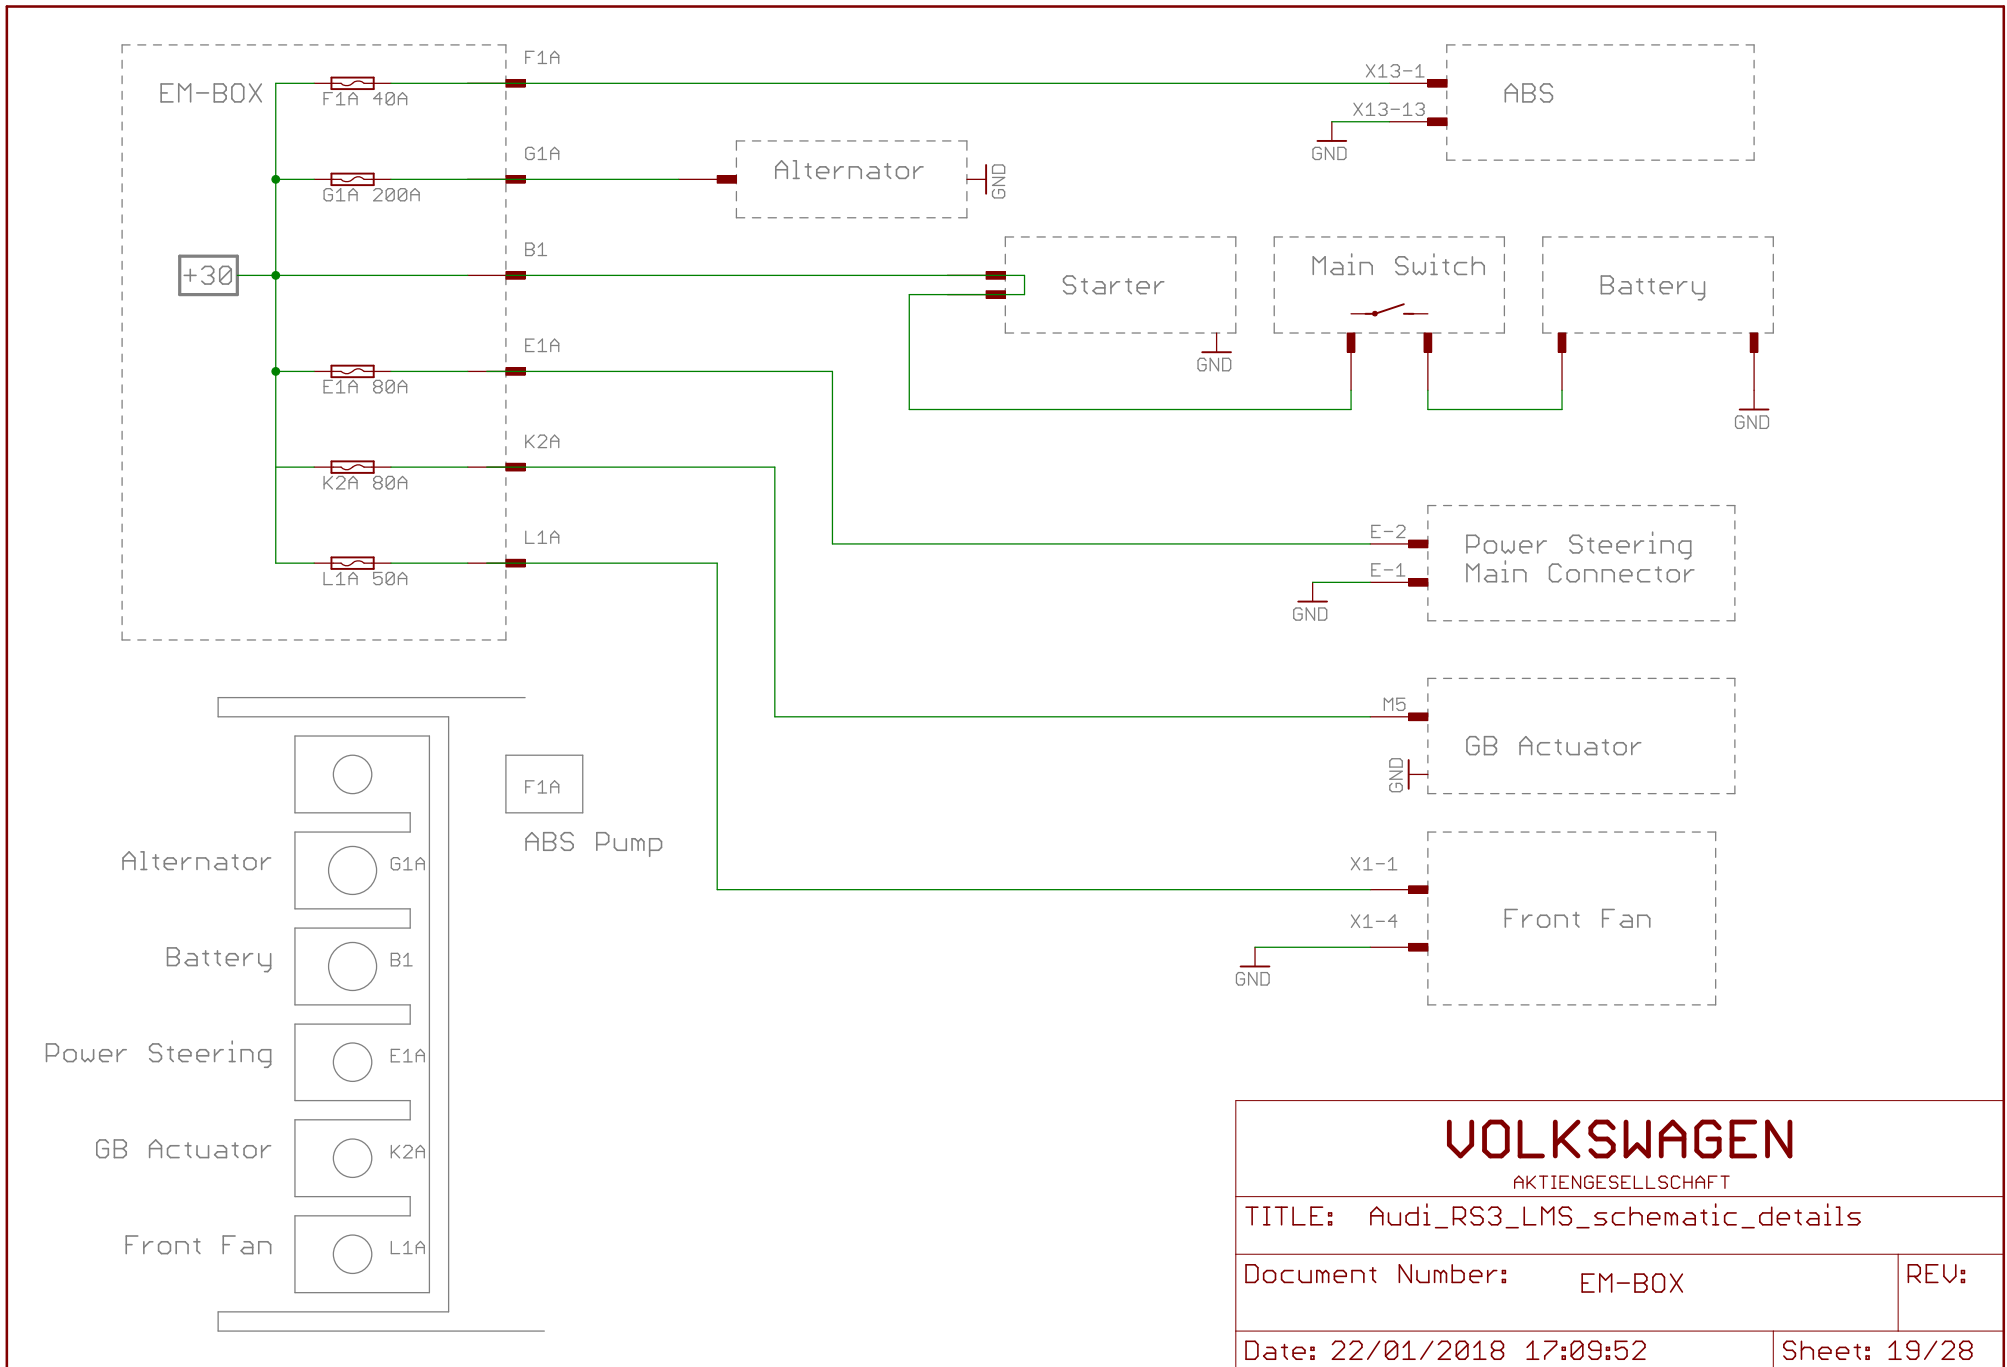 EM-BOX
F1A
F1A 40A
X13-1
X13-13
ABS
GND
G1A
G1A 200A
Alternator
GND
B1
+30
Starter
GND
Main Switch
Battery
GND
E1A
E1A 80A
K2A
K2A 80A
L1A
L1A 50A
E-2
E-1
Power Steering
Main Connector
GND
M5
GB Actuator
GND
X1-1
X1-4
Front Fan
GND
F1A
ABS Pump
Alternator G1A
Battery B1
Power Steering E1A
GB Actuator K2A
Front Fan L1A
VOLKSWAGEN
AKTIENGESELLSCHAFT
TITLE: Audi_RS3_LMS_schematic_details
Document Number: EM-BOX
REV:
Date: 22/01/2018 17:09:52
Sheet: 19/28